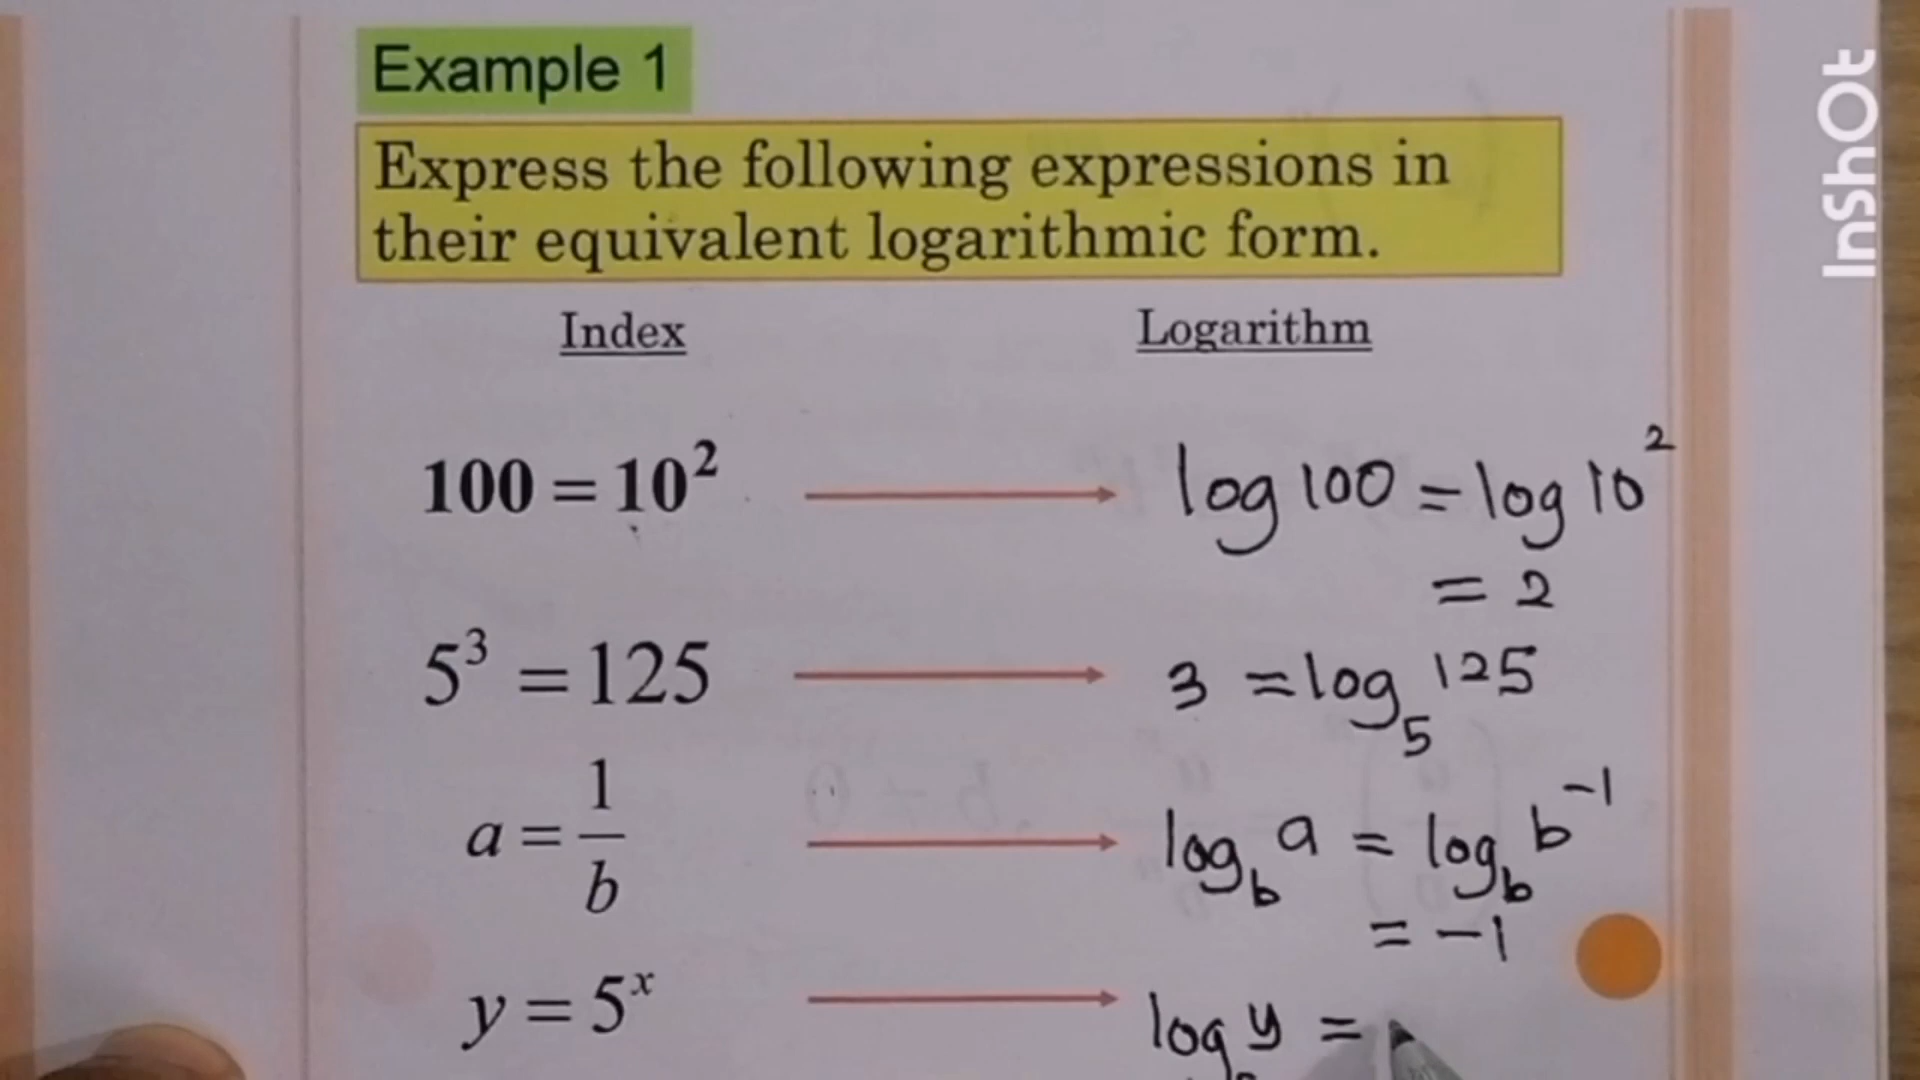 Example 1
Express the following expressions in
their equivalent logarithmic form.
Index Logarithm
100 = 10² log 100 = log 10²
= 2
5³ = 125 3 = log₅ 125
a = 1/b log_b a = log_b b⁻¹
= -1
y = 5ˣ log y =
InShOt